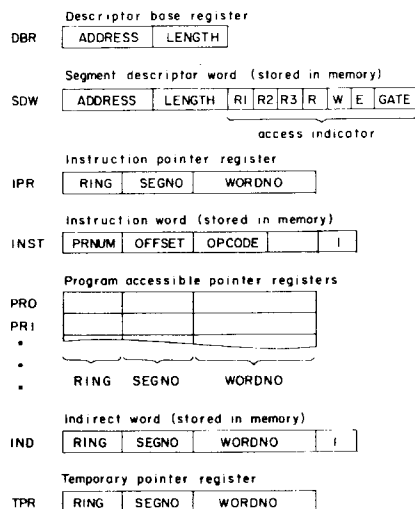 Descriptor base register
DBR ADDRESS LENGTH
Segment descriptor word (stored in memory)
SDW ADDRESS LENGTH R1 R2 R3 R W E GATE
access indicator
Instruction pointer register
IPR RING SEGNO WORDNO
Instruction word (stored in memory)
INST PRNUM OFFSET OPCODE I
Program accessible pointer registers
PR0
PR1
RING SEGNO WORDNO
Indirect word (stored in memory)
IND RING SEGNO WORDNO I
Temporary pointer register
TPR RING SEGNO WORDNO